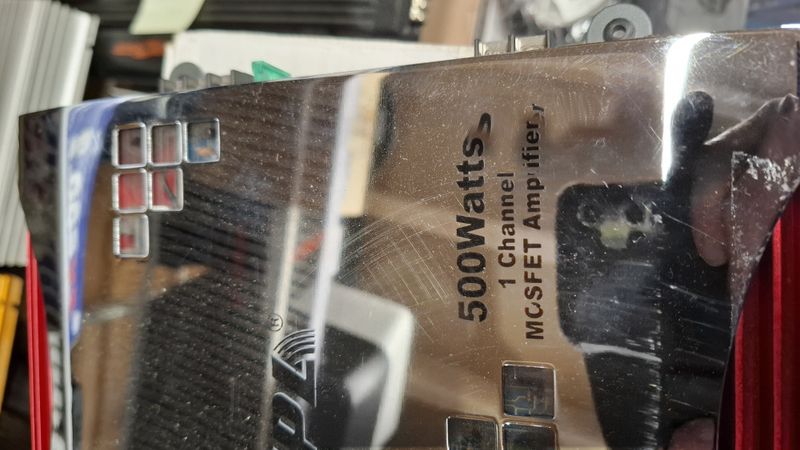 500Watts
1 Channel
MOSFET Amplifier
®